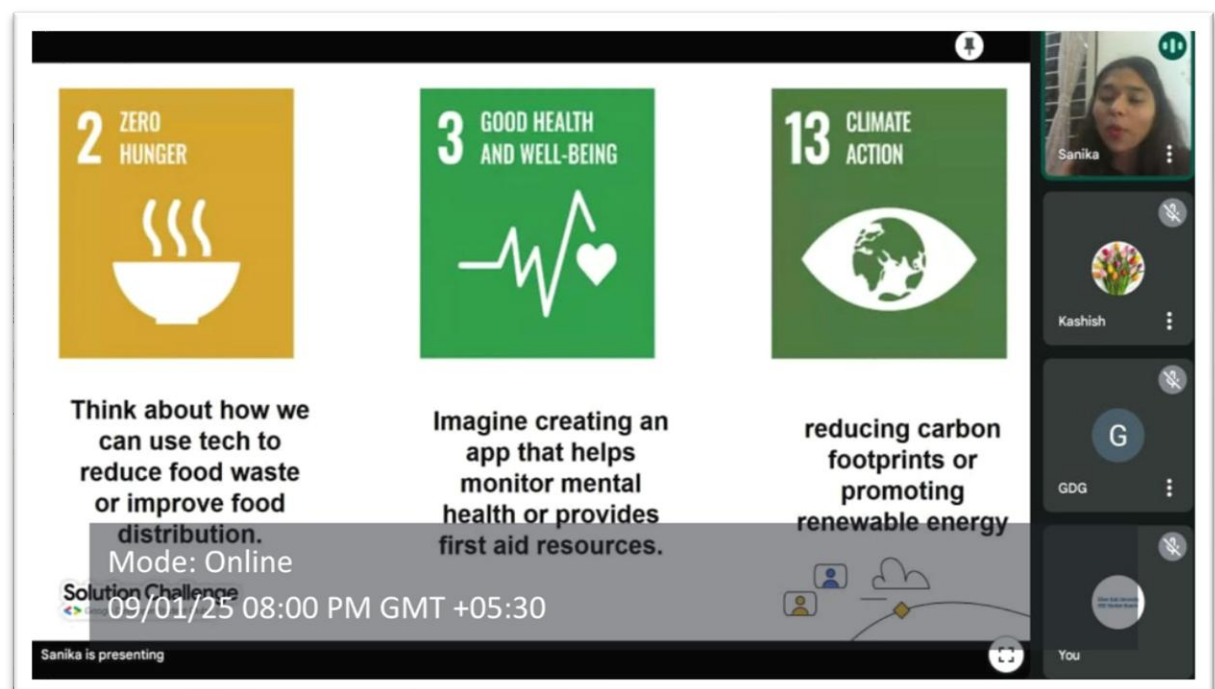 2 ZERO
HUNGER
3 GOOD HEALTH
AND WELL-BEING
13 CLIMATE
ACTION
Think about how we
can use tech to
reduce food waste
or improve food
distribution.
Imagine creating an
app that helps
monitor mental
health or provides
first aid resources.
reducing carbon
footprints or
promoting
renewable energy
Solution Challenge
Mode: Online
09/01/25 08:00 PM GMT +05:30
Sanika is presenting
Sanika
Kashish
G
GDG
You